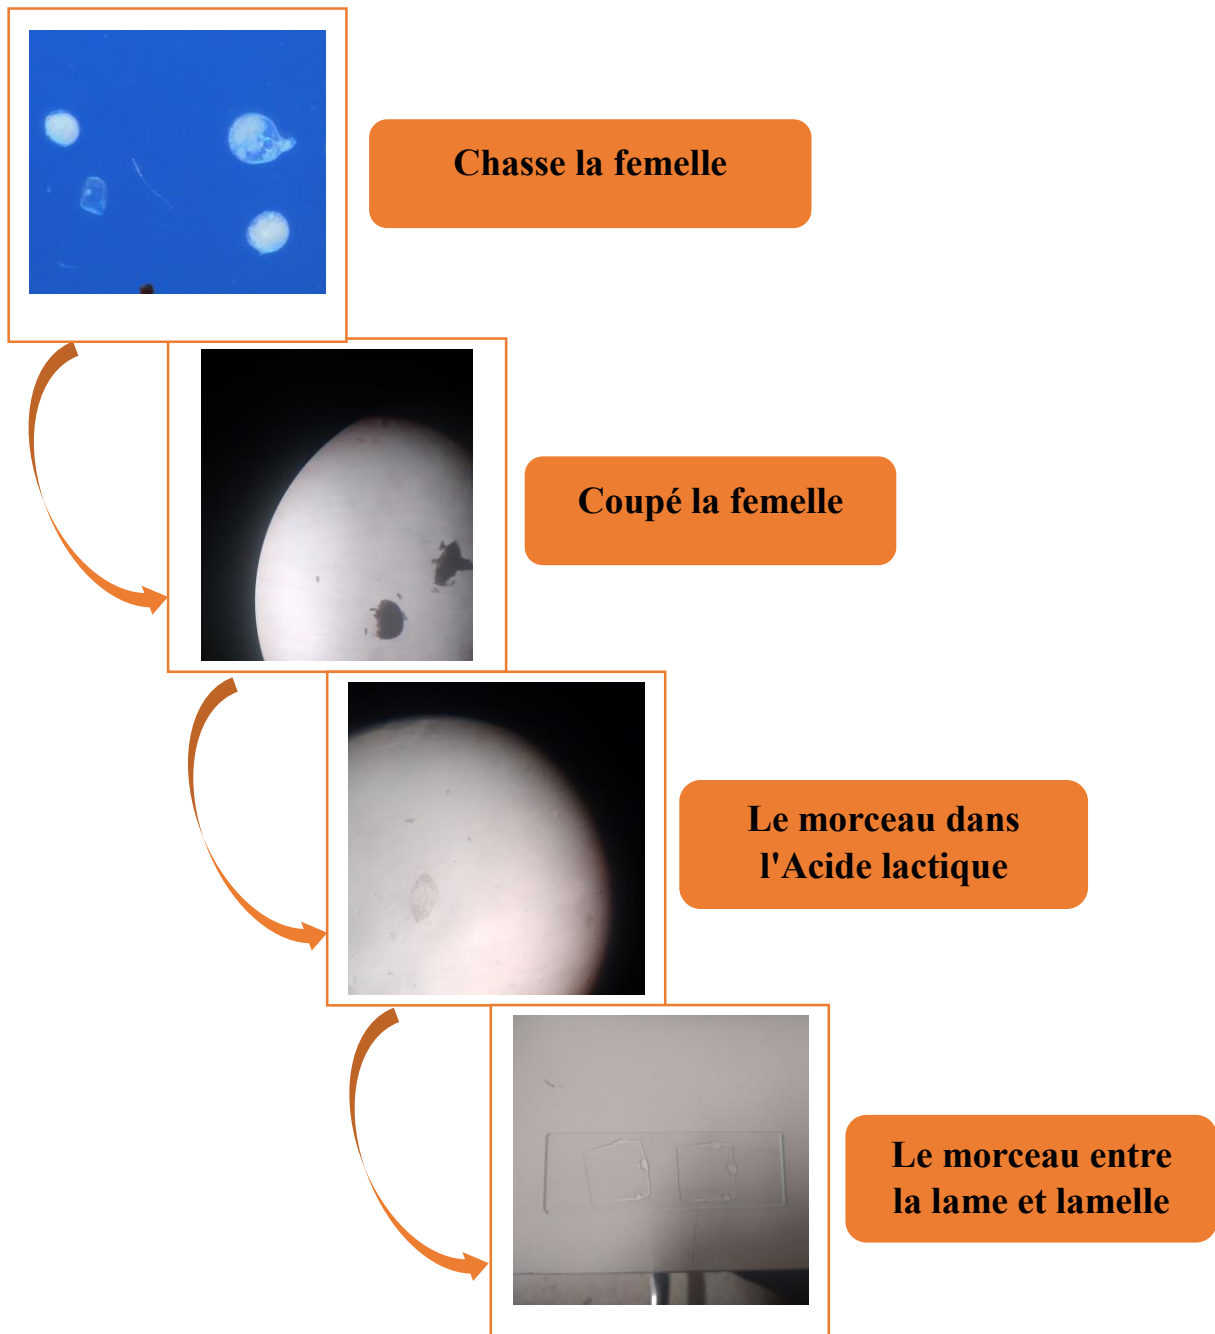 Chasse la femelle
Coupé la femelle
Le morceau dans
l'Acide lactique
Le morceau entre
la lame et lamelle